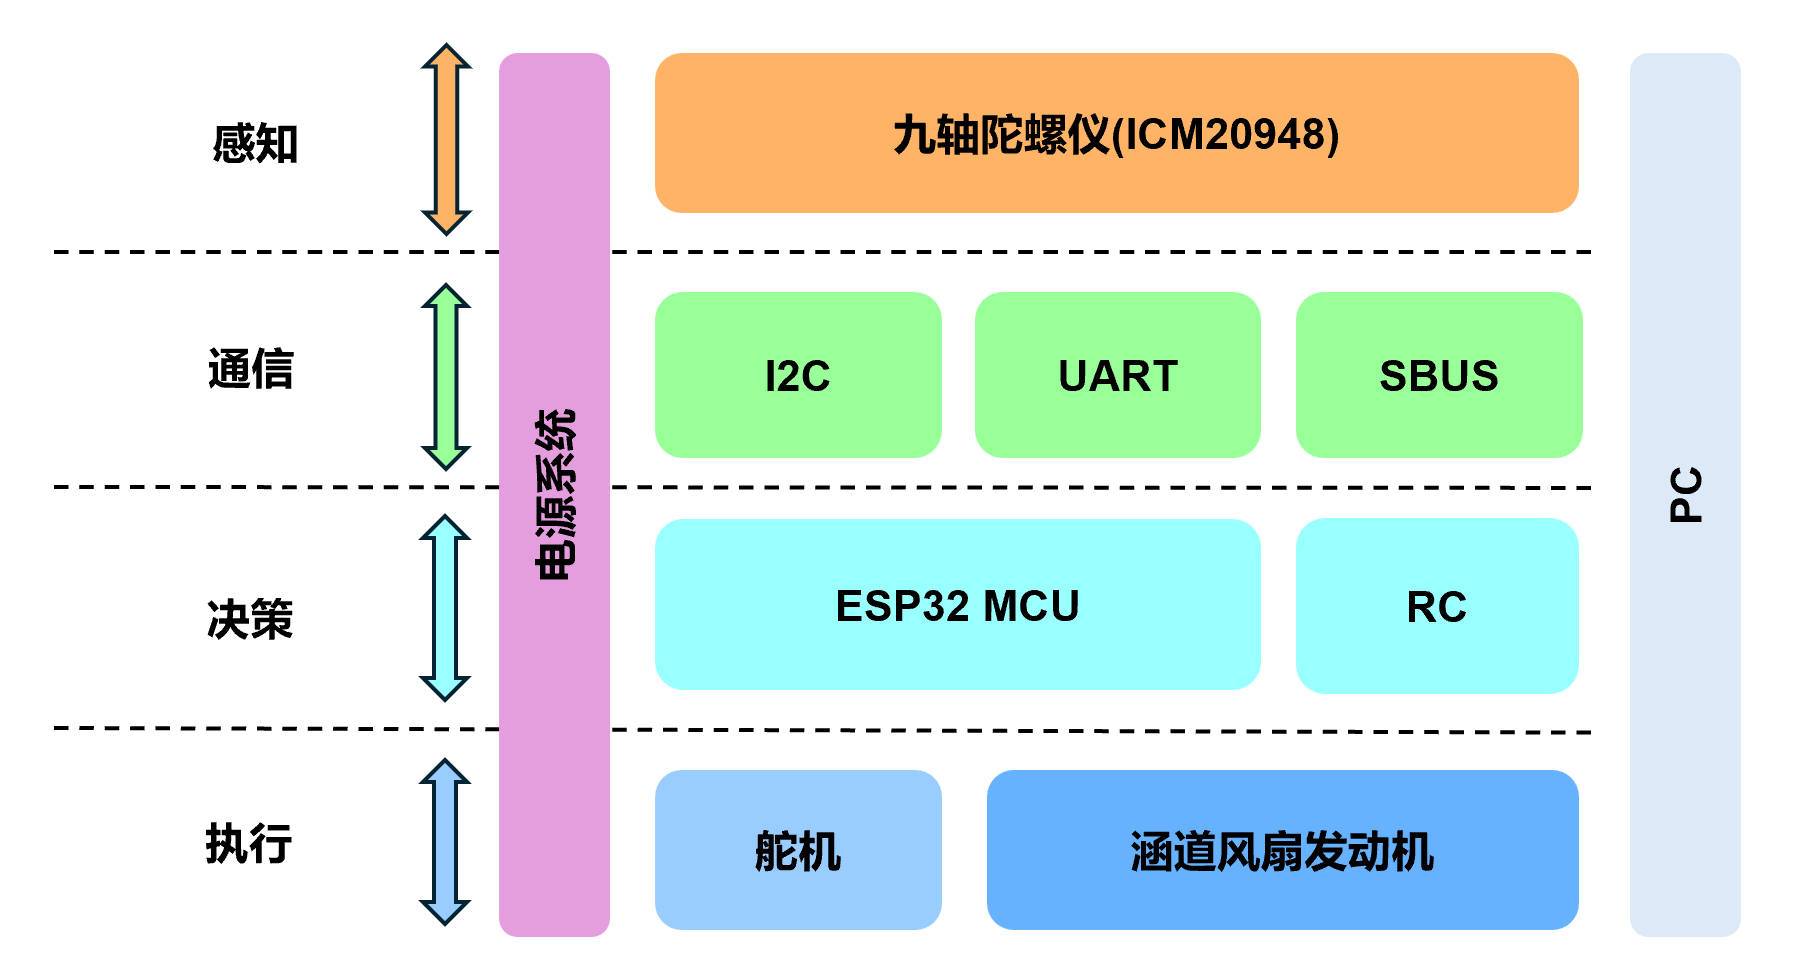 感知
九轴陀螺仪(ICM20948)
通信
I2C
UART
SBUS
电源系统
PC
决策
ESP32 MCU
RC
执行
舵机
涵道风扇发动机